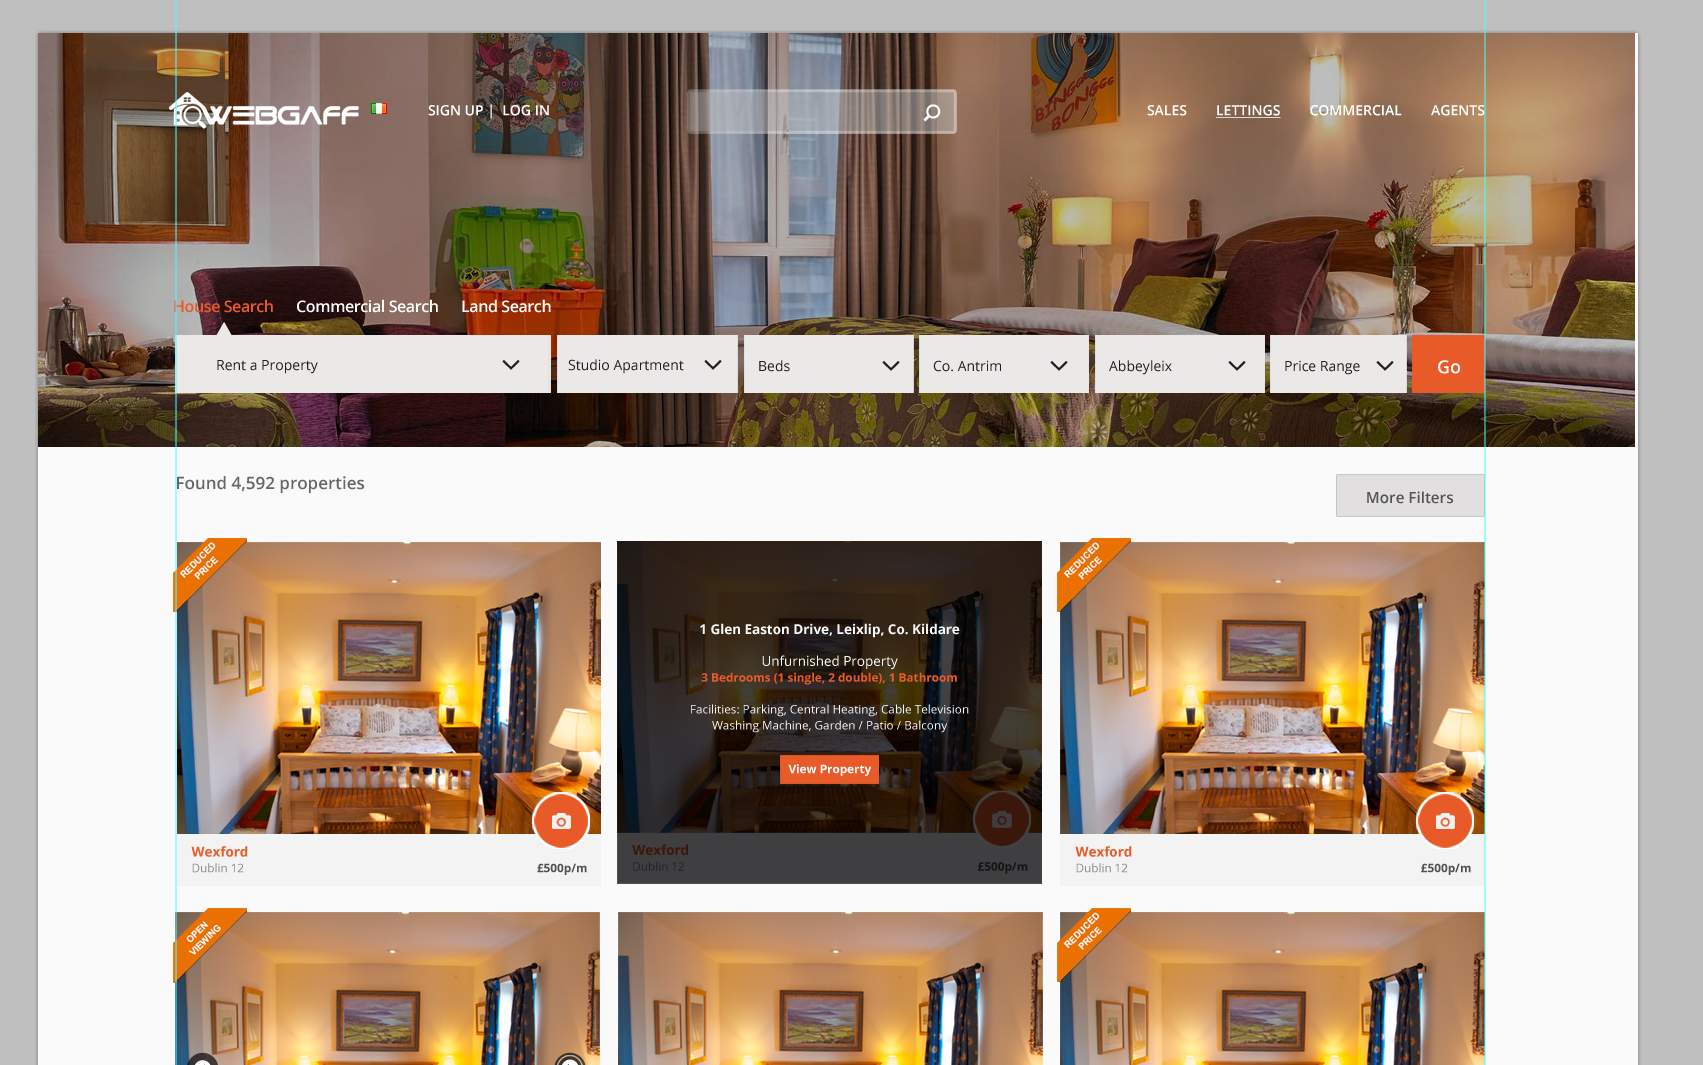 WEBGAFF
SIGN UP | LOG IN
SALES
LETTINGS
COMMERCIAL
AGENTS
BINGO
BONGO
House Search
Commercial Search
Land Search
Rent a Property
Studio Apartment
Beds
Co. Antrim
Abbeyleix
Price Range
Go
Found 4,592 properties
More Filters
REDUCED
PRICE
Wexford
Dublin 12
£500p/m
1 Glen Easton Drive, Leixlip, Co. Kildare
Unfurnished Property
3 Bedrooms (1 single, 2 double), 1 Bathroom
Facilities: Parking, Central Heating, Cable Television
Washing Machine, Garden / Patio / Balcony
View Property
Wexford
Dublin 12
£500p/m
REDUCED
PRICE
Wexford
Dublin 12
£500p/m
OPEN
VIEWING
REDUCED
PRICE